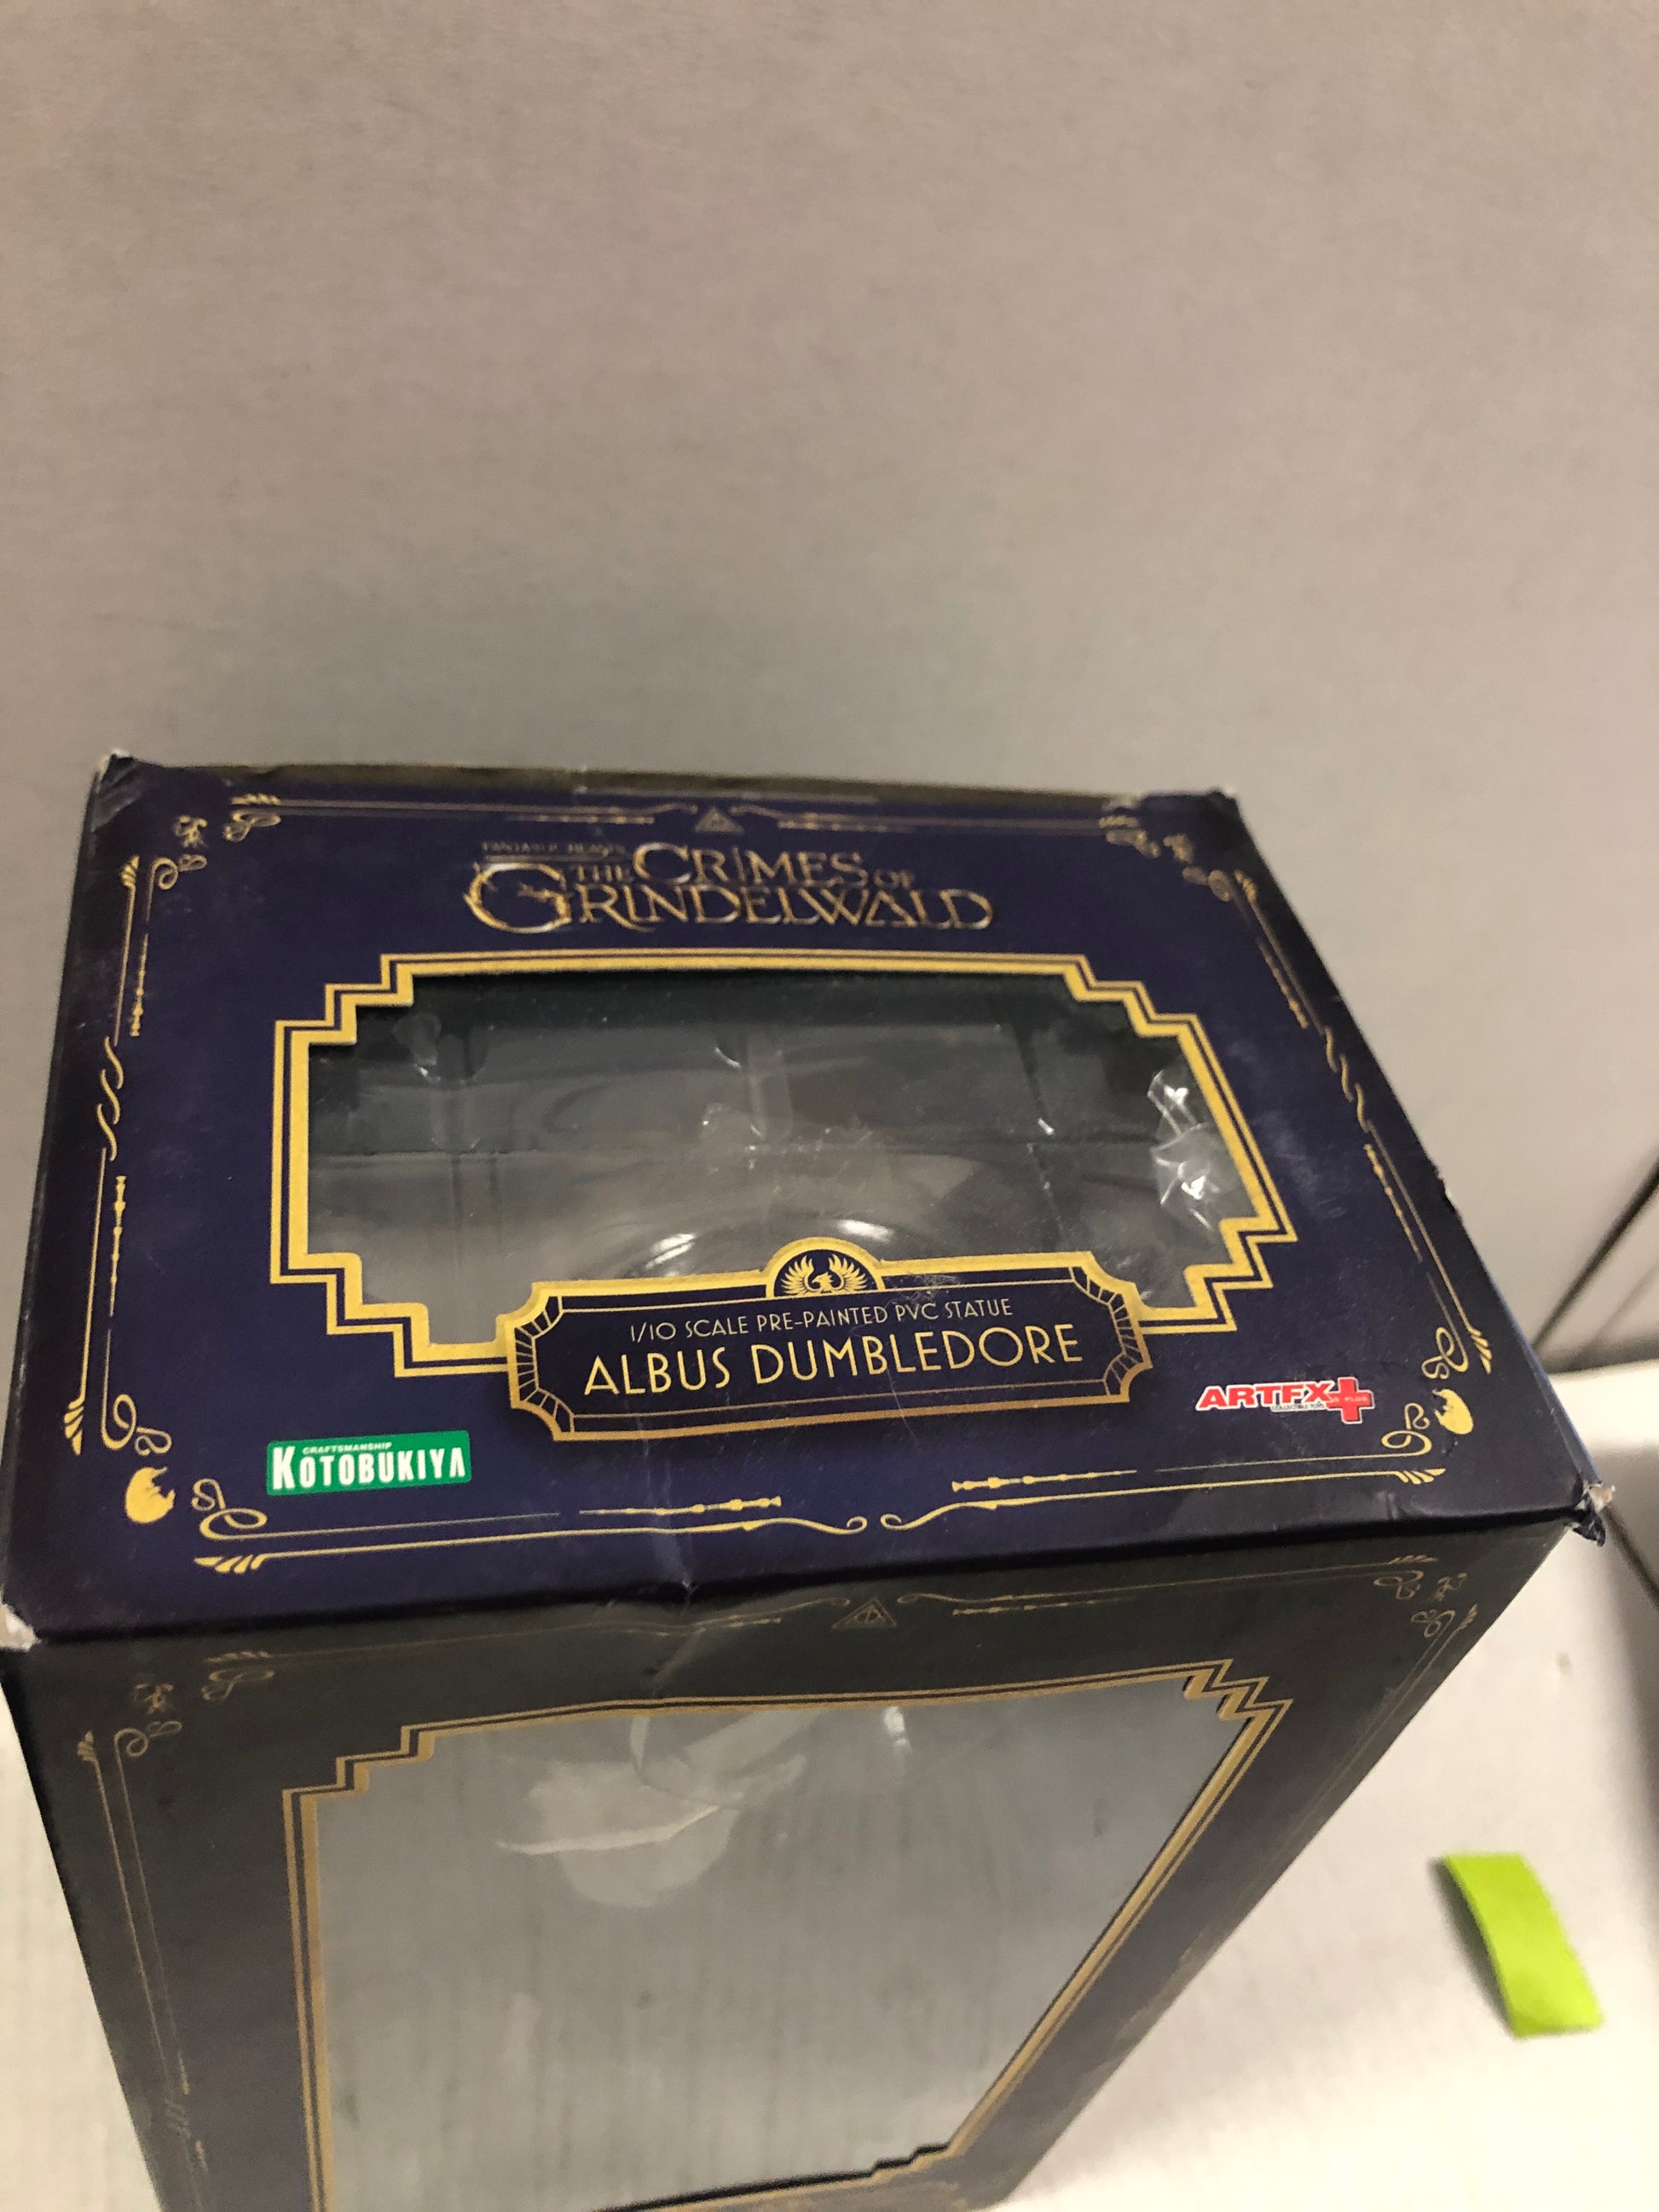 FANTASTIC BEASTS
THE CRIMES OF
GRINDELWALD
1/10 SCALE PRE-PAINTED PVC STATUE
ALBUS DUMBLEDORE
CRAFTSMANSHIP
KOTOBUKIYA
ARTFX